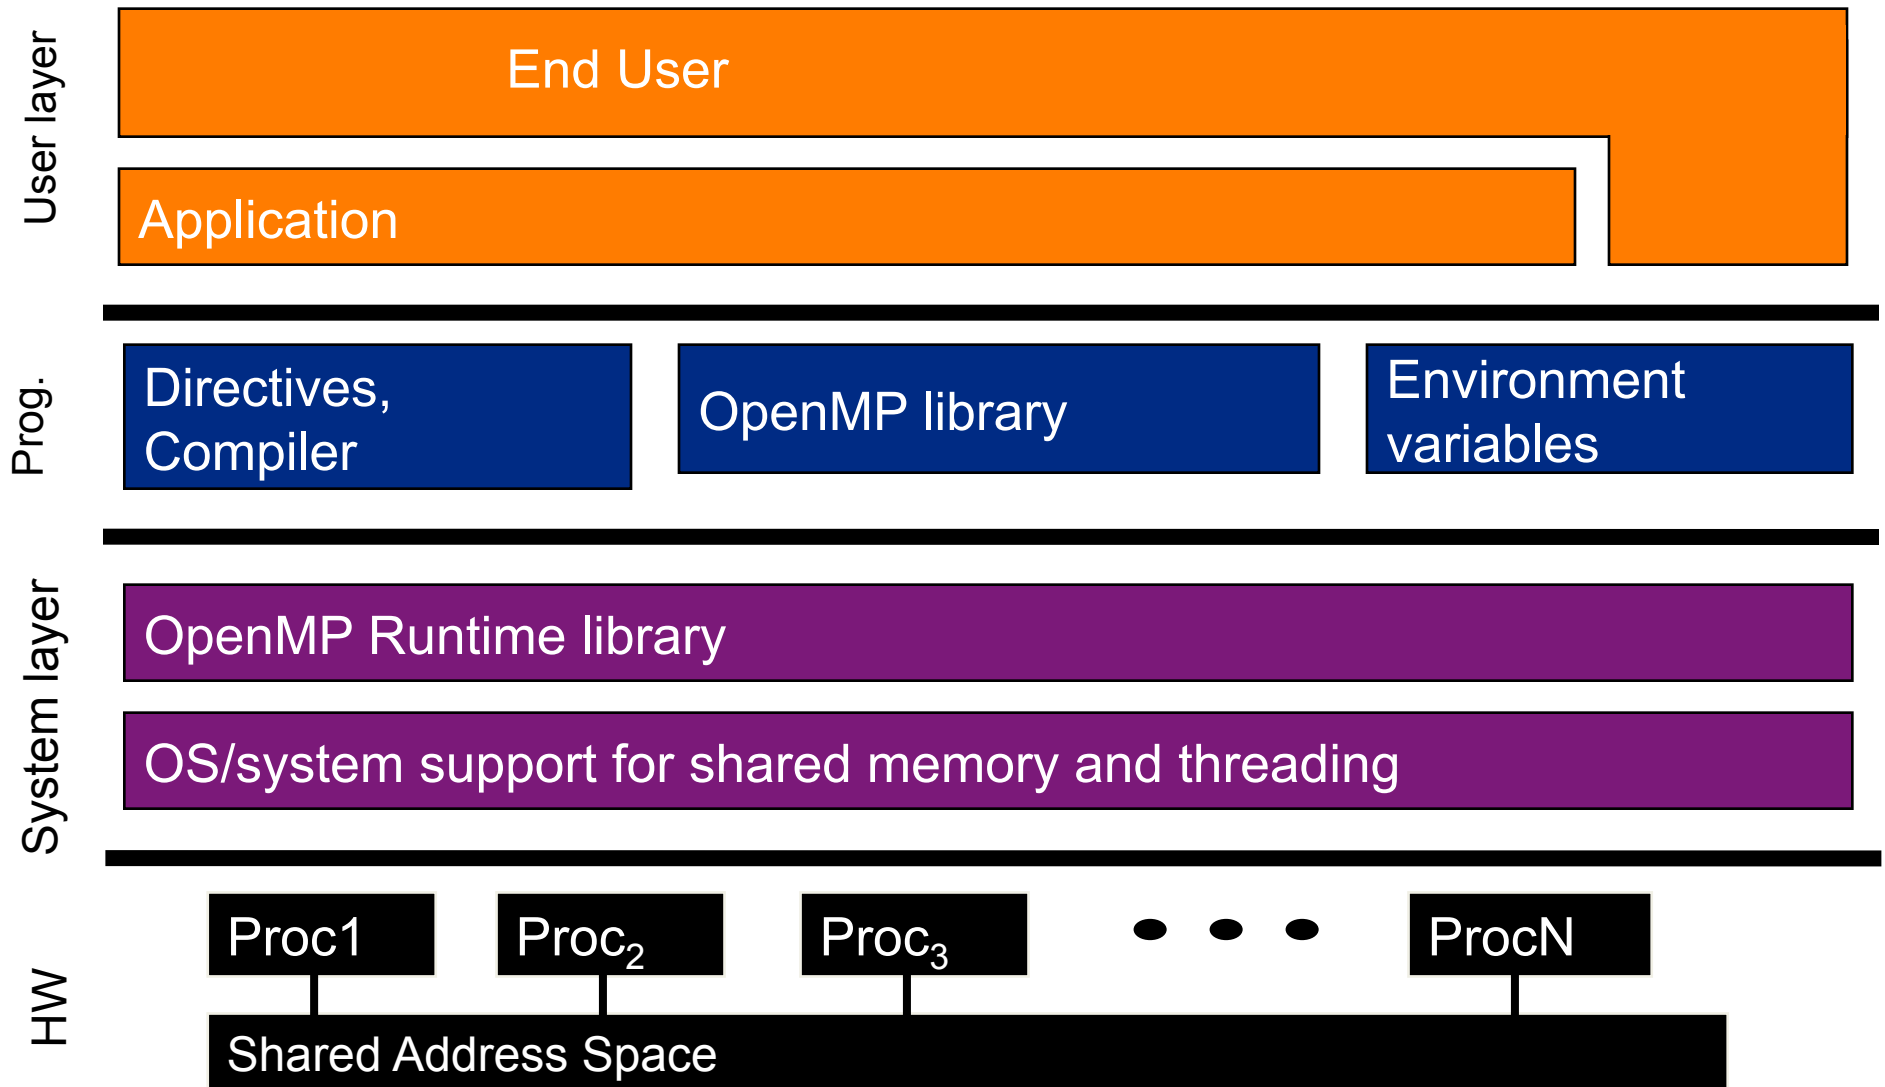 User layer
End User
Application
Prog.
Directives,
Compiler
OpenMP library
Environment
variables
System layer
OpenMP Runtime library
OS/system support for shared memory and threading
HW
Proc1
Proc₂
Proc₃
ProcN
Shared Address Space